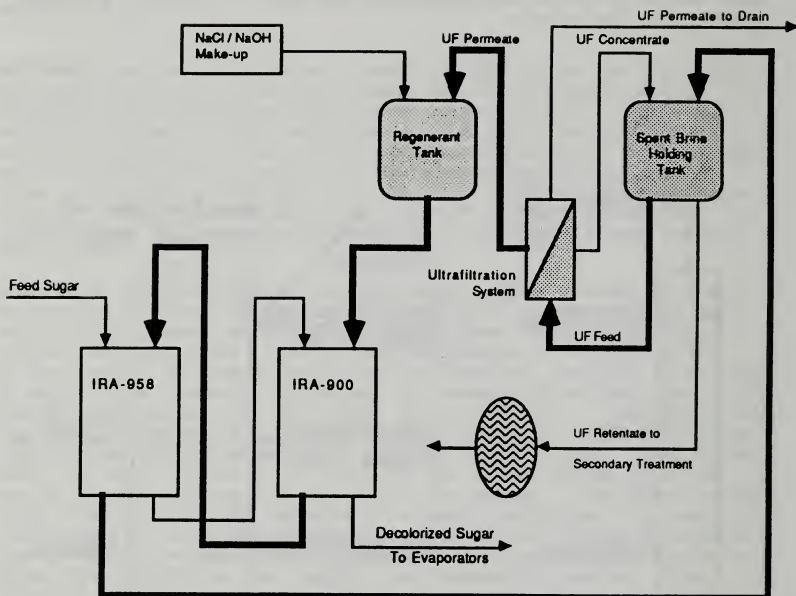 UF Permeate to Drain
NaCl / NaOH
Make-up
UF Permeate
UF Concentrate
Regenerant
Tank
Spent Brine
Holding
Tank
Ultrafiltration
System
Feed Sugar
UF Feed
IRA-958
IRA-900
UF Retentate to
Secondary Treatment
Decolorized Sugar
To Evaporators